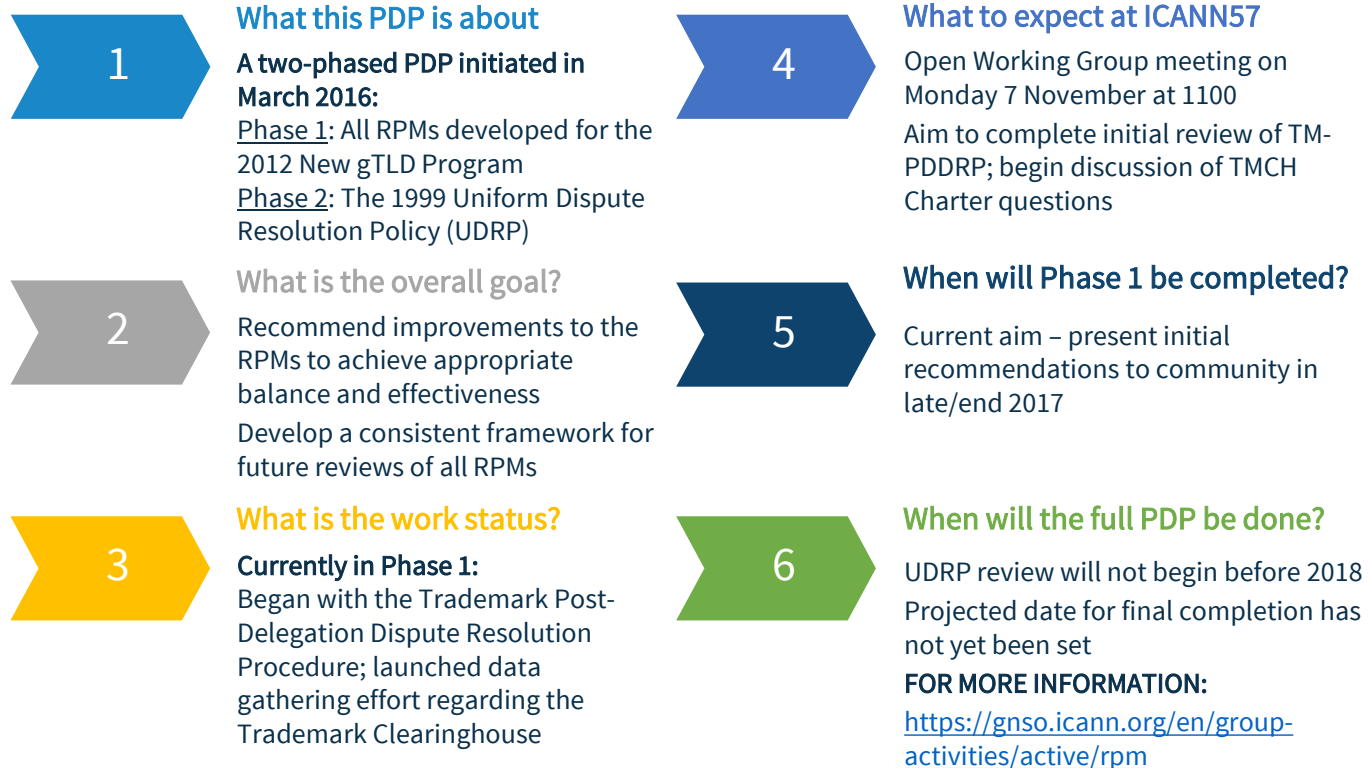 1
What this PDP is about
A two-phased PDP initiated in
March 2016:
Phase 1: All RPMs developed for the
2012 New gTLD Program
Phase 2: The 1999 Uniform Dispute
Resolution Policy (UDRP)
2
What is the overall goal?
Recommend improvements to the
RPMs to achieve appropriate
balance and effectiveness
Develop a consistent framework for
future reviews of all RPMs
3
What is the work status?
Currently in Phase 1:
Began with the Trademark Post-
Delegation Dispute Resolution
Procedure; launched data
gathering effort regarding the
Trademark Clearinghouse
4
What to expect at ICANN57
Open Working Group meeting on
Monday 7 November at 1100
Aim to complete initial review of TM-
PDDRP; begin discussion of TMCH
Charter questions
5
When will Phase 1 be completed?
Current aim – present initial
recommendations to community in
late/end 2017
6
When will the full PDP be done?
UDRP review will not begin before 2018
Projected date for final completion has
not yet been set
FOR MORE INFORMATION:
https://gnso.icann.org/en/group-
activities/active/rpm